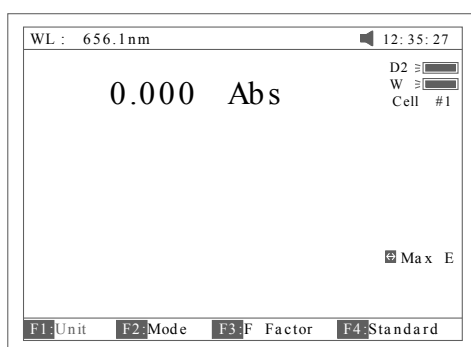 WL : 656.1nm 12:35:27
D2
0.000 Abs
W
Cell #1
Max E
F1:Unit F2:Mode F3:F Factor F4:Standard